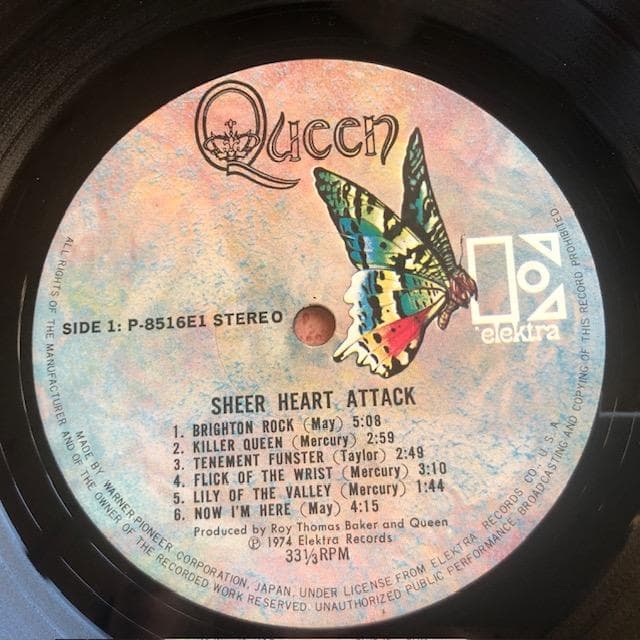 Queen
elektra
SIDE 1: P-8516E1 STEREO
SHEER HEART ATTACK
1. BRIGHTON ROCK (May) 5:08
2. KILLER QUEEN (Mercury) 2:59
3. TENEMENT FUNSTER (Taylor) 2:49
4. FLICK OF THE WRIST (Mercury) 3:10
5. LILY OF THE VALLEY (Mercury) 1:44
6. NOW I'M HERE (May) 4:15
Produced by Roy Thomas Baker and Queen
Ⓟ 1974 Elektra Records
33⅓RPM
MADE BY WARNER-PIONEER CORPORATION, JAPAN, UNDER LICENSE FROM ELEKTRA RECORDS CO., U.S.A.
ALL RIGHTS OF THE MANUFACTURER AND OF THE OWNER OF THE RECORDED WORK RESERVED. UNAUTHORIZED PUBLIC PERFORMANCE BROADCASTING AND COPYING OF THIS RECORD PROHIBITED